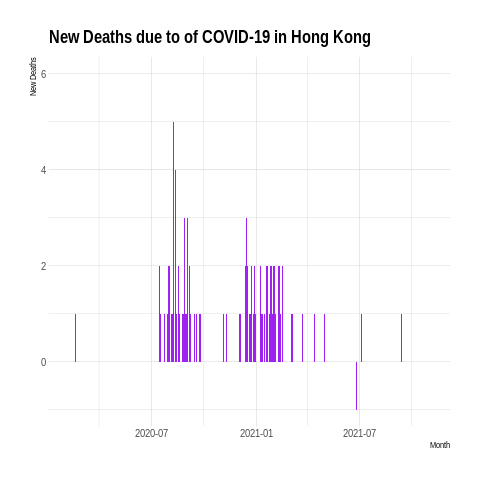 New Deaths due to of COVID-19 in Hong Kong
New Deaths
6
4
2
0
2020-07 2021-01 2021-07
Month